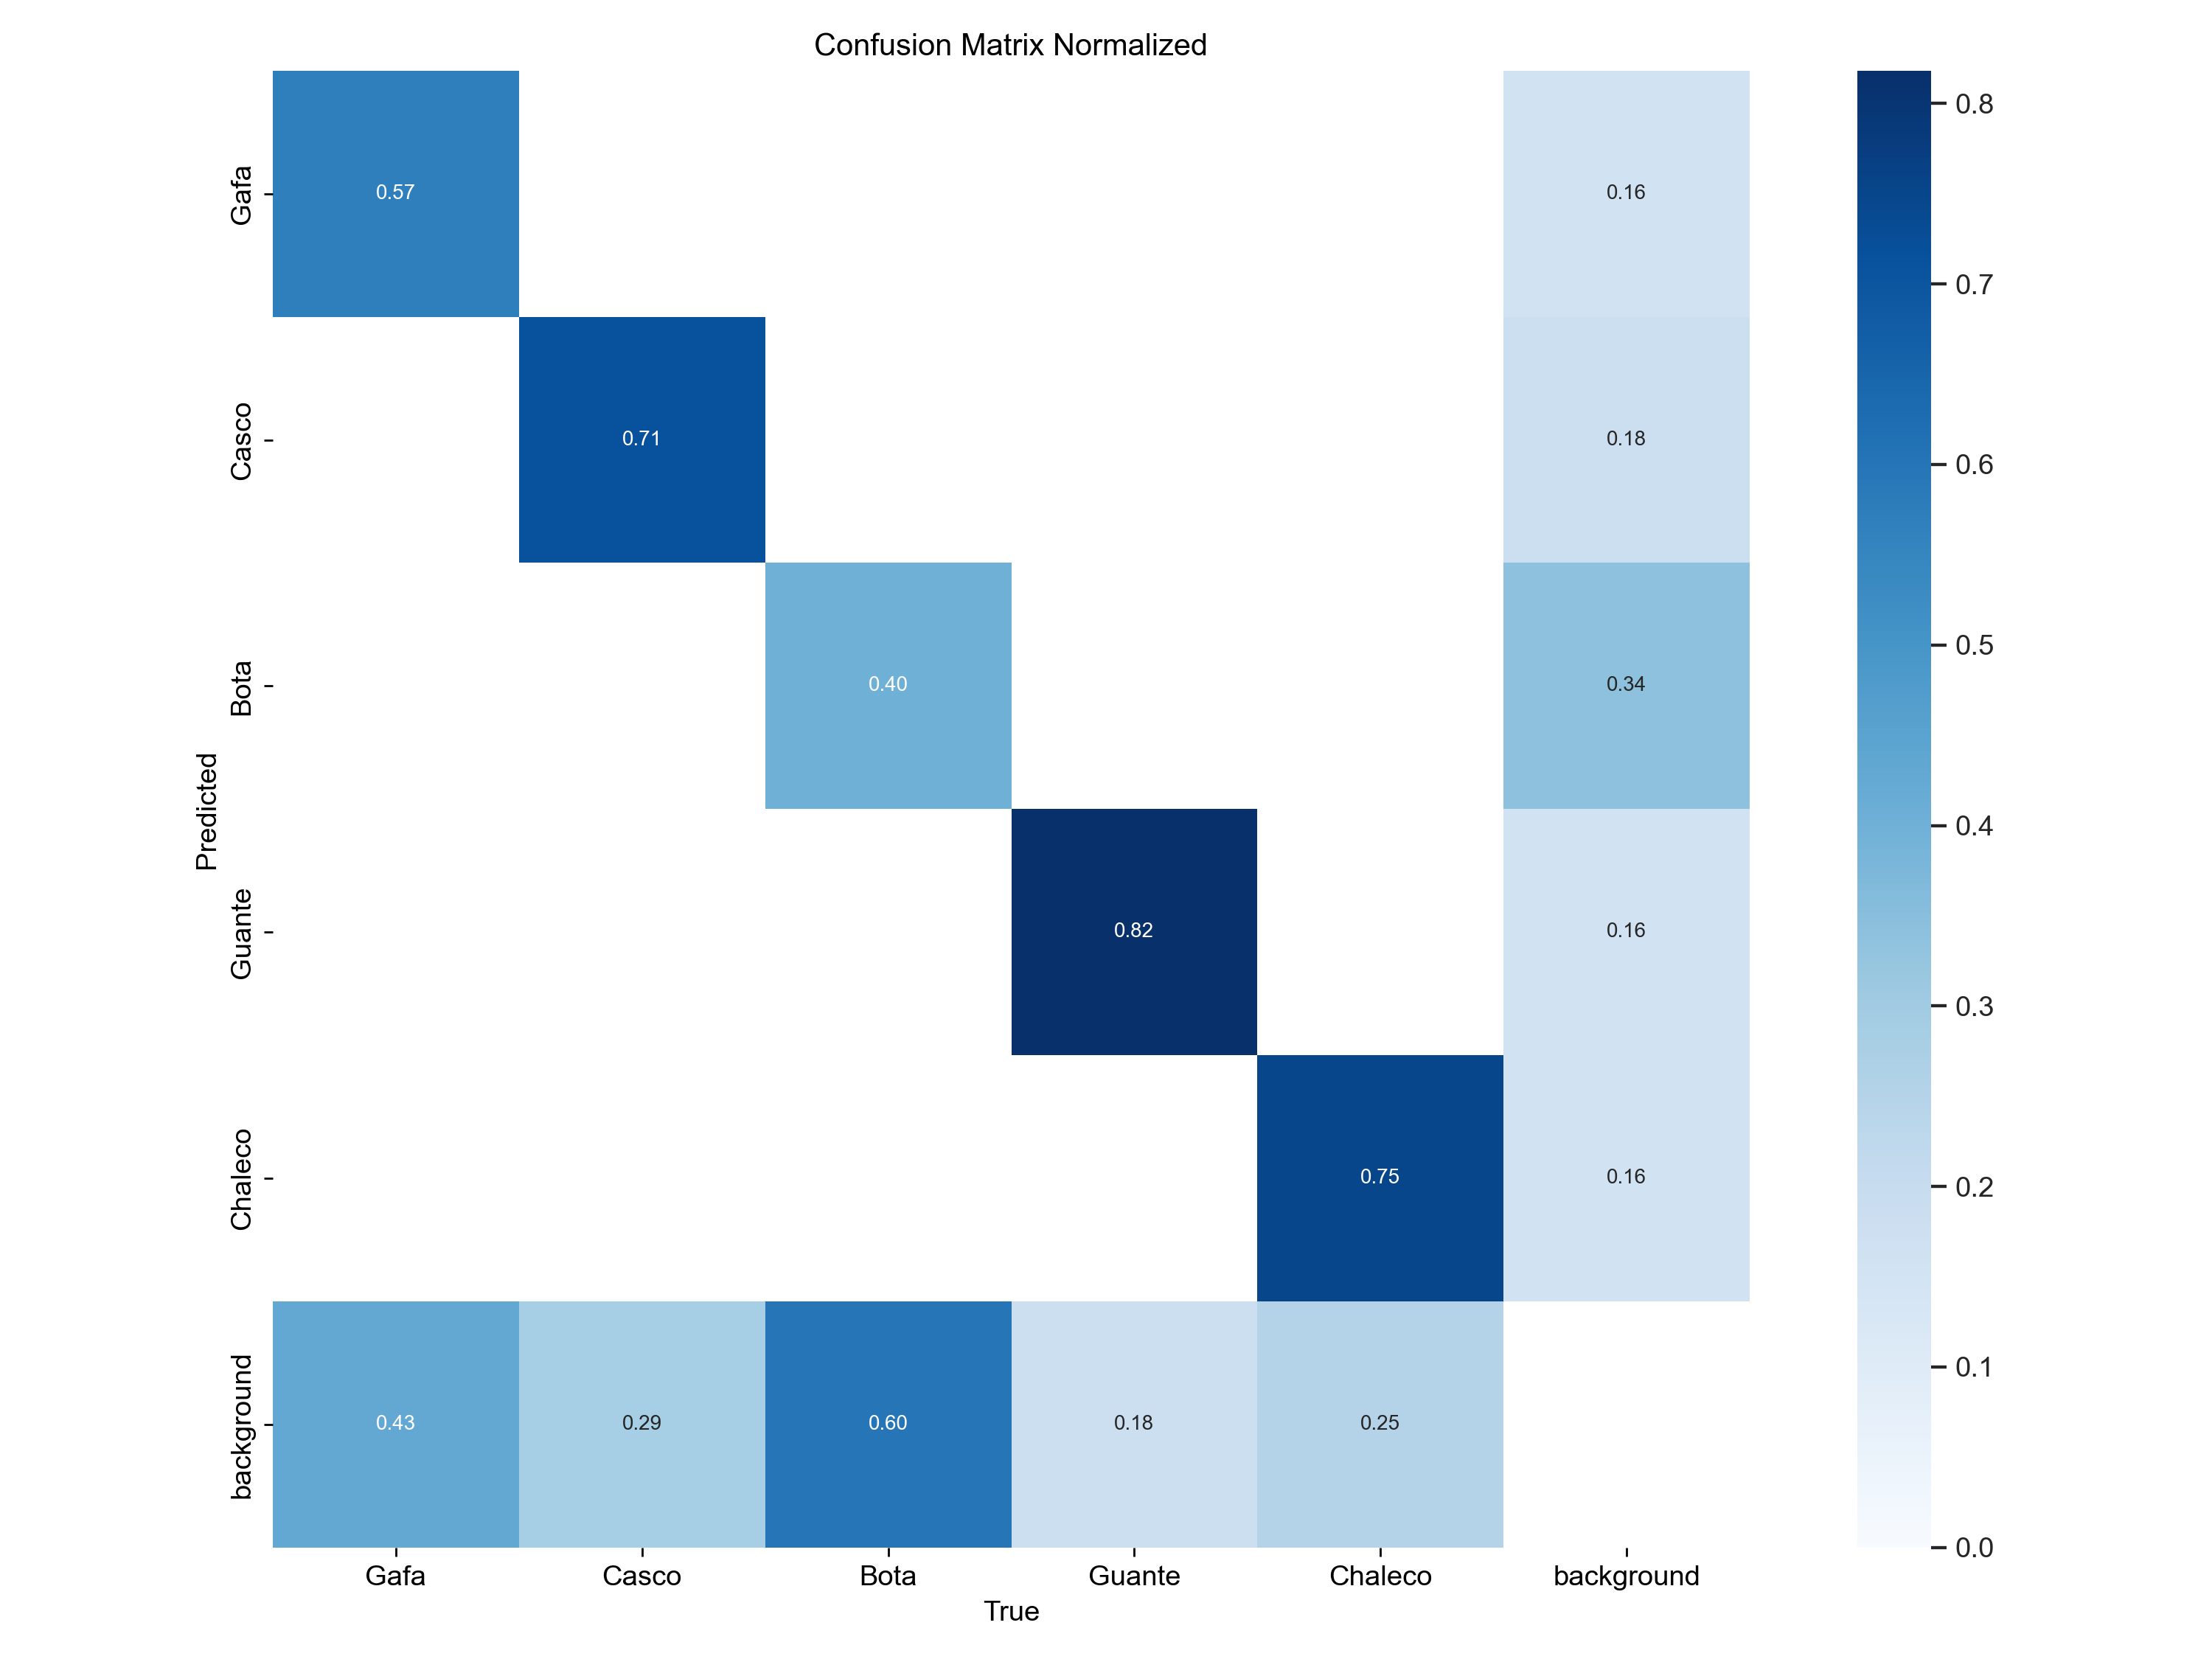 Confusion Matrix Normalized
Predicted
Gafa
0.57
0.16
Casco
0.71
0.18
Bota
0.40
0.34
Guante
0.82
0.16
Chaleco
0.75
0.16
background
0.43
0.29
0.60
0.18
0.25
Gafa
Casco
Bota
Guante
Chaleco
background
True
0.8
0.7
0.6
0.5
0.4
0.3
0.2
0.1
0.0